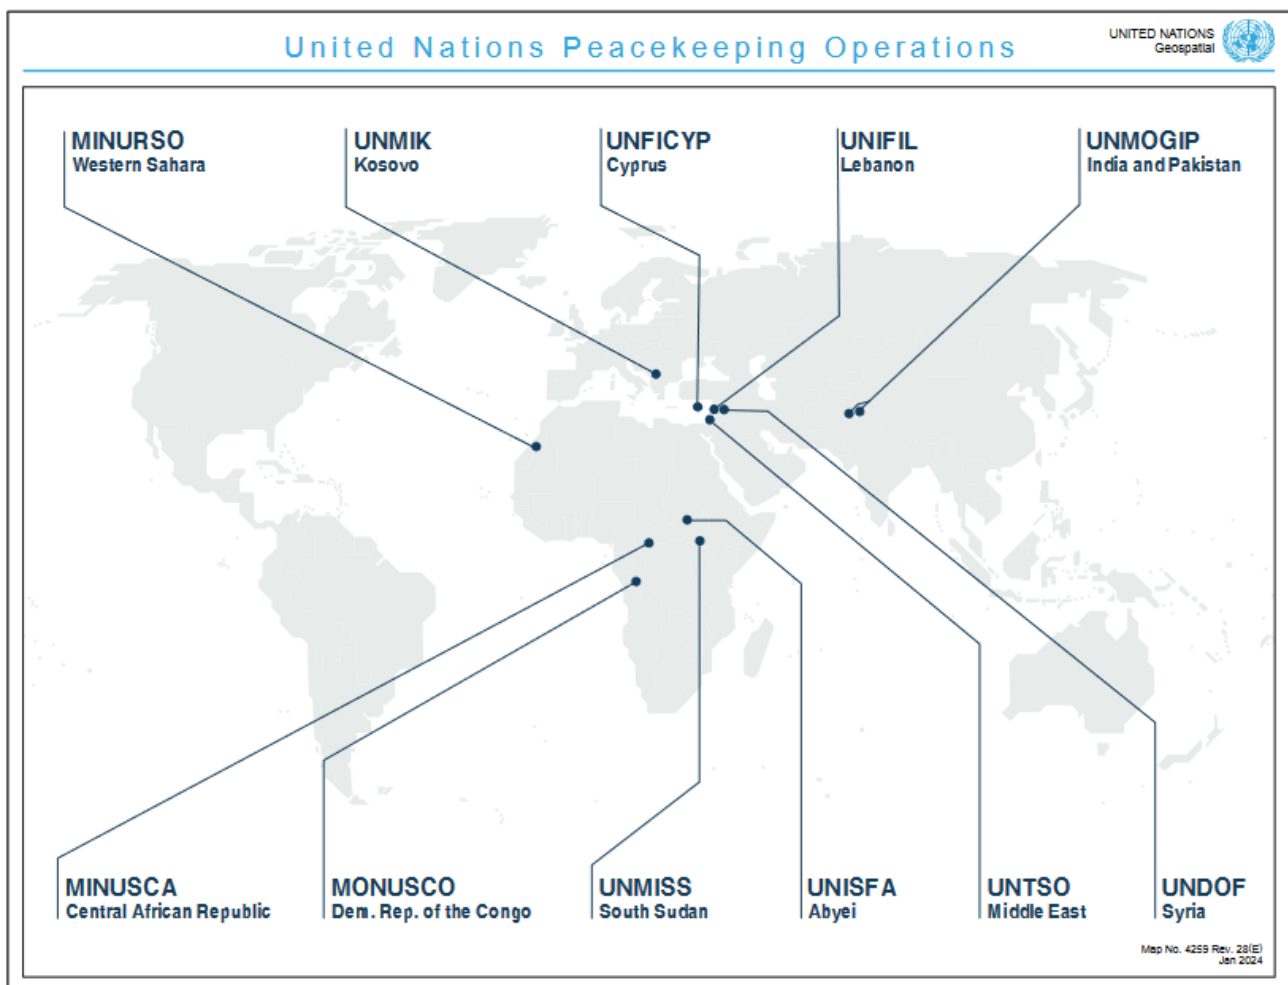 United Nations Peacekeeping Operations
UNITED NATIONS
Geospatial
MINURSO
Western Sahara
UNMIK
Kosovo
UNFICYP
Cyprus
UNIFIL
Lebanon
UNMOGIP
India and Pakistan
MINUSCA
Central African Republic
MONUSCO
Dem. Rep. of the Congo
UNMISS
South Sudan
UNISFA
Abyei
UNTSO
Middle East
UNDOF
Syria
Map No. 4259 Rev. 28(E)
Jan 2024